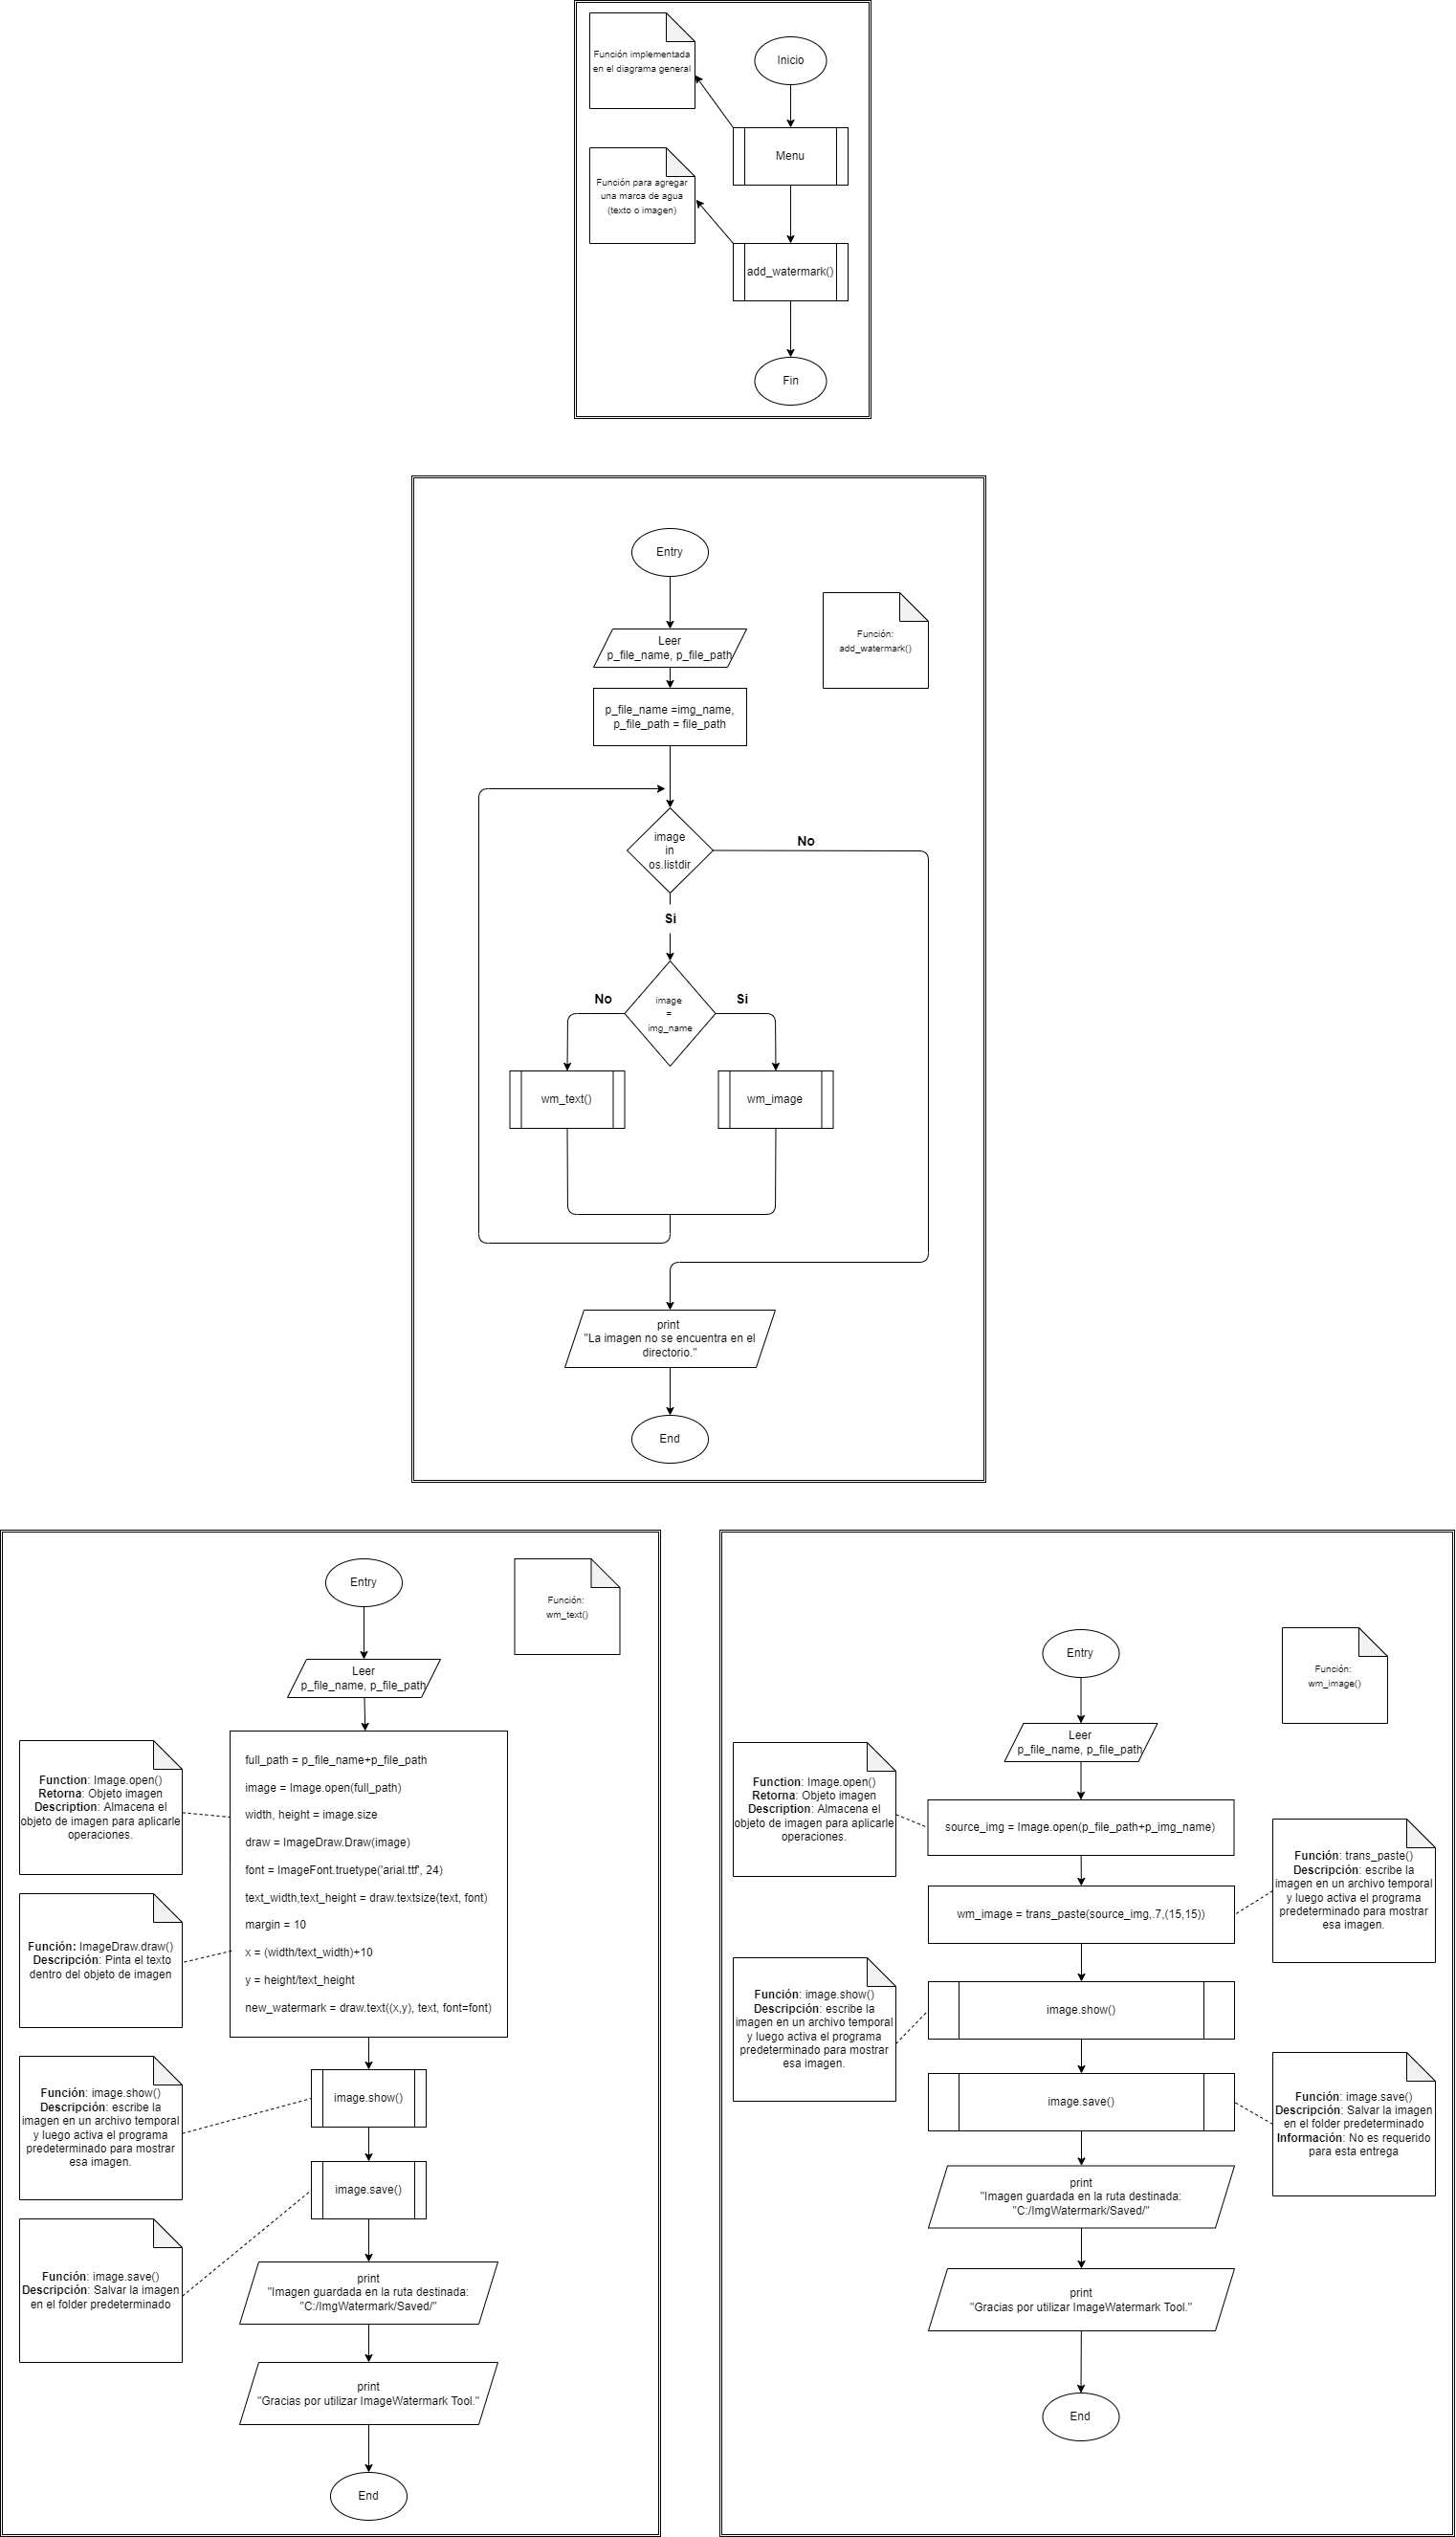 Función implementada
en el diagrama general
Inicio
Menu
Función para agregar
una marca de agua
(texto o imagen)
add_watermark()
Fin
Entry
Función:
add_watermark()
Leer
p_file_name, p_file_path
p_file_name =img_name,
p_file_path = file_path
image
in
os.listdir
No
Si
image
=
img_name
No
Si
wm_text()
wm_image
print
"La imagen no se encuentra en el
directorio."
End
Entry
Función:
wm_text()
Leer
p_file_name, p_file_path
full_path = p_file_name+p_file_path
image = Image.open(full_path)
width, height = image.size
draw = ImageDraw.Draw(image)
font = ImageFont.truetype('arial.ttf', 24)
text_width,text_height = draw.textsize(text, font)
margin = 10
x = (width/text_width)+10
y = height/text_height
new_watermark = draw.text((x,y), text, font=font)
Function: Image.open()
Retorna: Objeto imagen
Description: Almacena el
objeto de imagen para aplicarle
operaciones.
Función: ImageDraw.draw()
Descripción: Pinta el texto
dentro del objeto de imagen
Función: image.show()
Descripción: escribe la
imagen en un archivo temporal
y luego activa el programa
predeterminado para mostrar
esa imagen.
image.show()
image.save()
Función: image.save()
Descripción: Salvar la imagen
en el folder predeterminado
print
"Imagen guardada en la ruta destinada:
"C:/ImgWatermark/Saved/"
print
"Gracias por utilizar ImageWatermark Tool."
End
Entry
Función:
wm_image()
Leer
p_file_name, p_file_path
Function: Image.open()
Retorna: Objeto imagen
Description: Almacena el
objeto de imagen para aplicarle
operaciones.
source_img = Image.open(p_file_path+p_img_name)
Función: trans_paste()
Descripción: escribe la
imagen en un archivo temporal
y luego activa el programa
predeterminado para mostrar
esa imagen.
wm_image = trans_paste(source_img,.7,(15,15))
Función: image.show()
Descripción: escribe la
imagen en un archivo temporal
y luego activa el programa
predeterminado para mostrar
esa imagen.
image.show()
image.save()
Función: image.save()
Descripción: Salvar la imagen
en el folder predeterminado
Información: No es requerido
para esta entrega
print
"Imagen guardada en la ruta destinada:
"C:/ImgWatermark/Saved/"
print
"Gracias por utilizar ImageWatermark Tool."
End